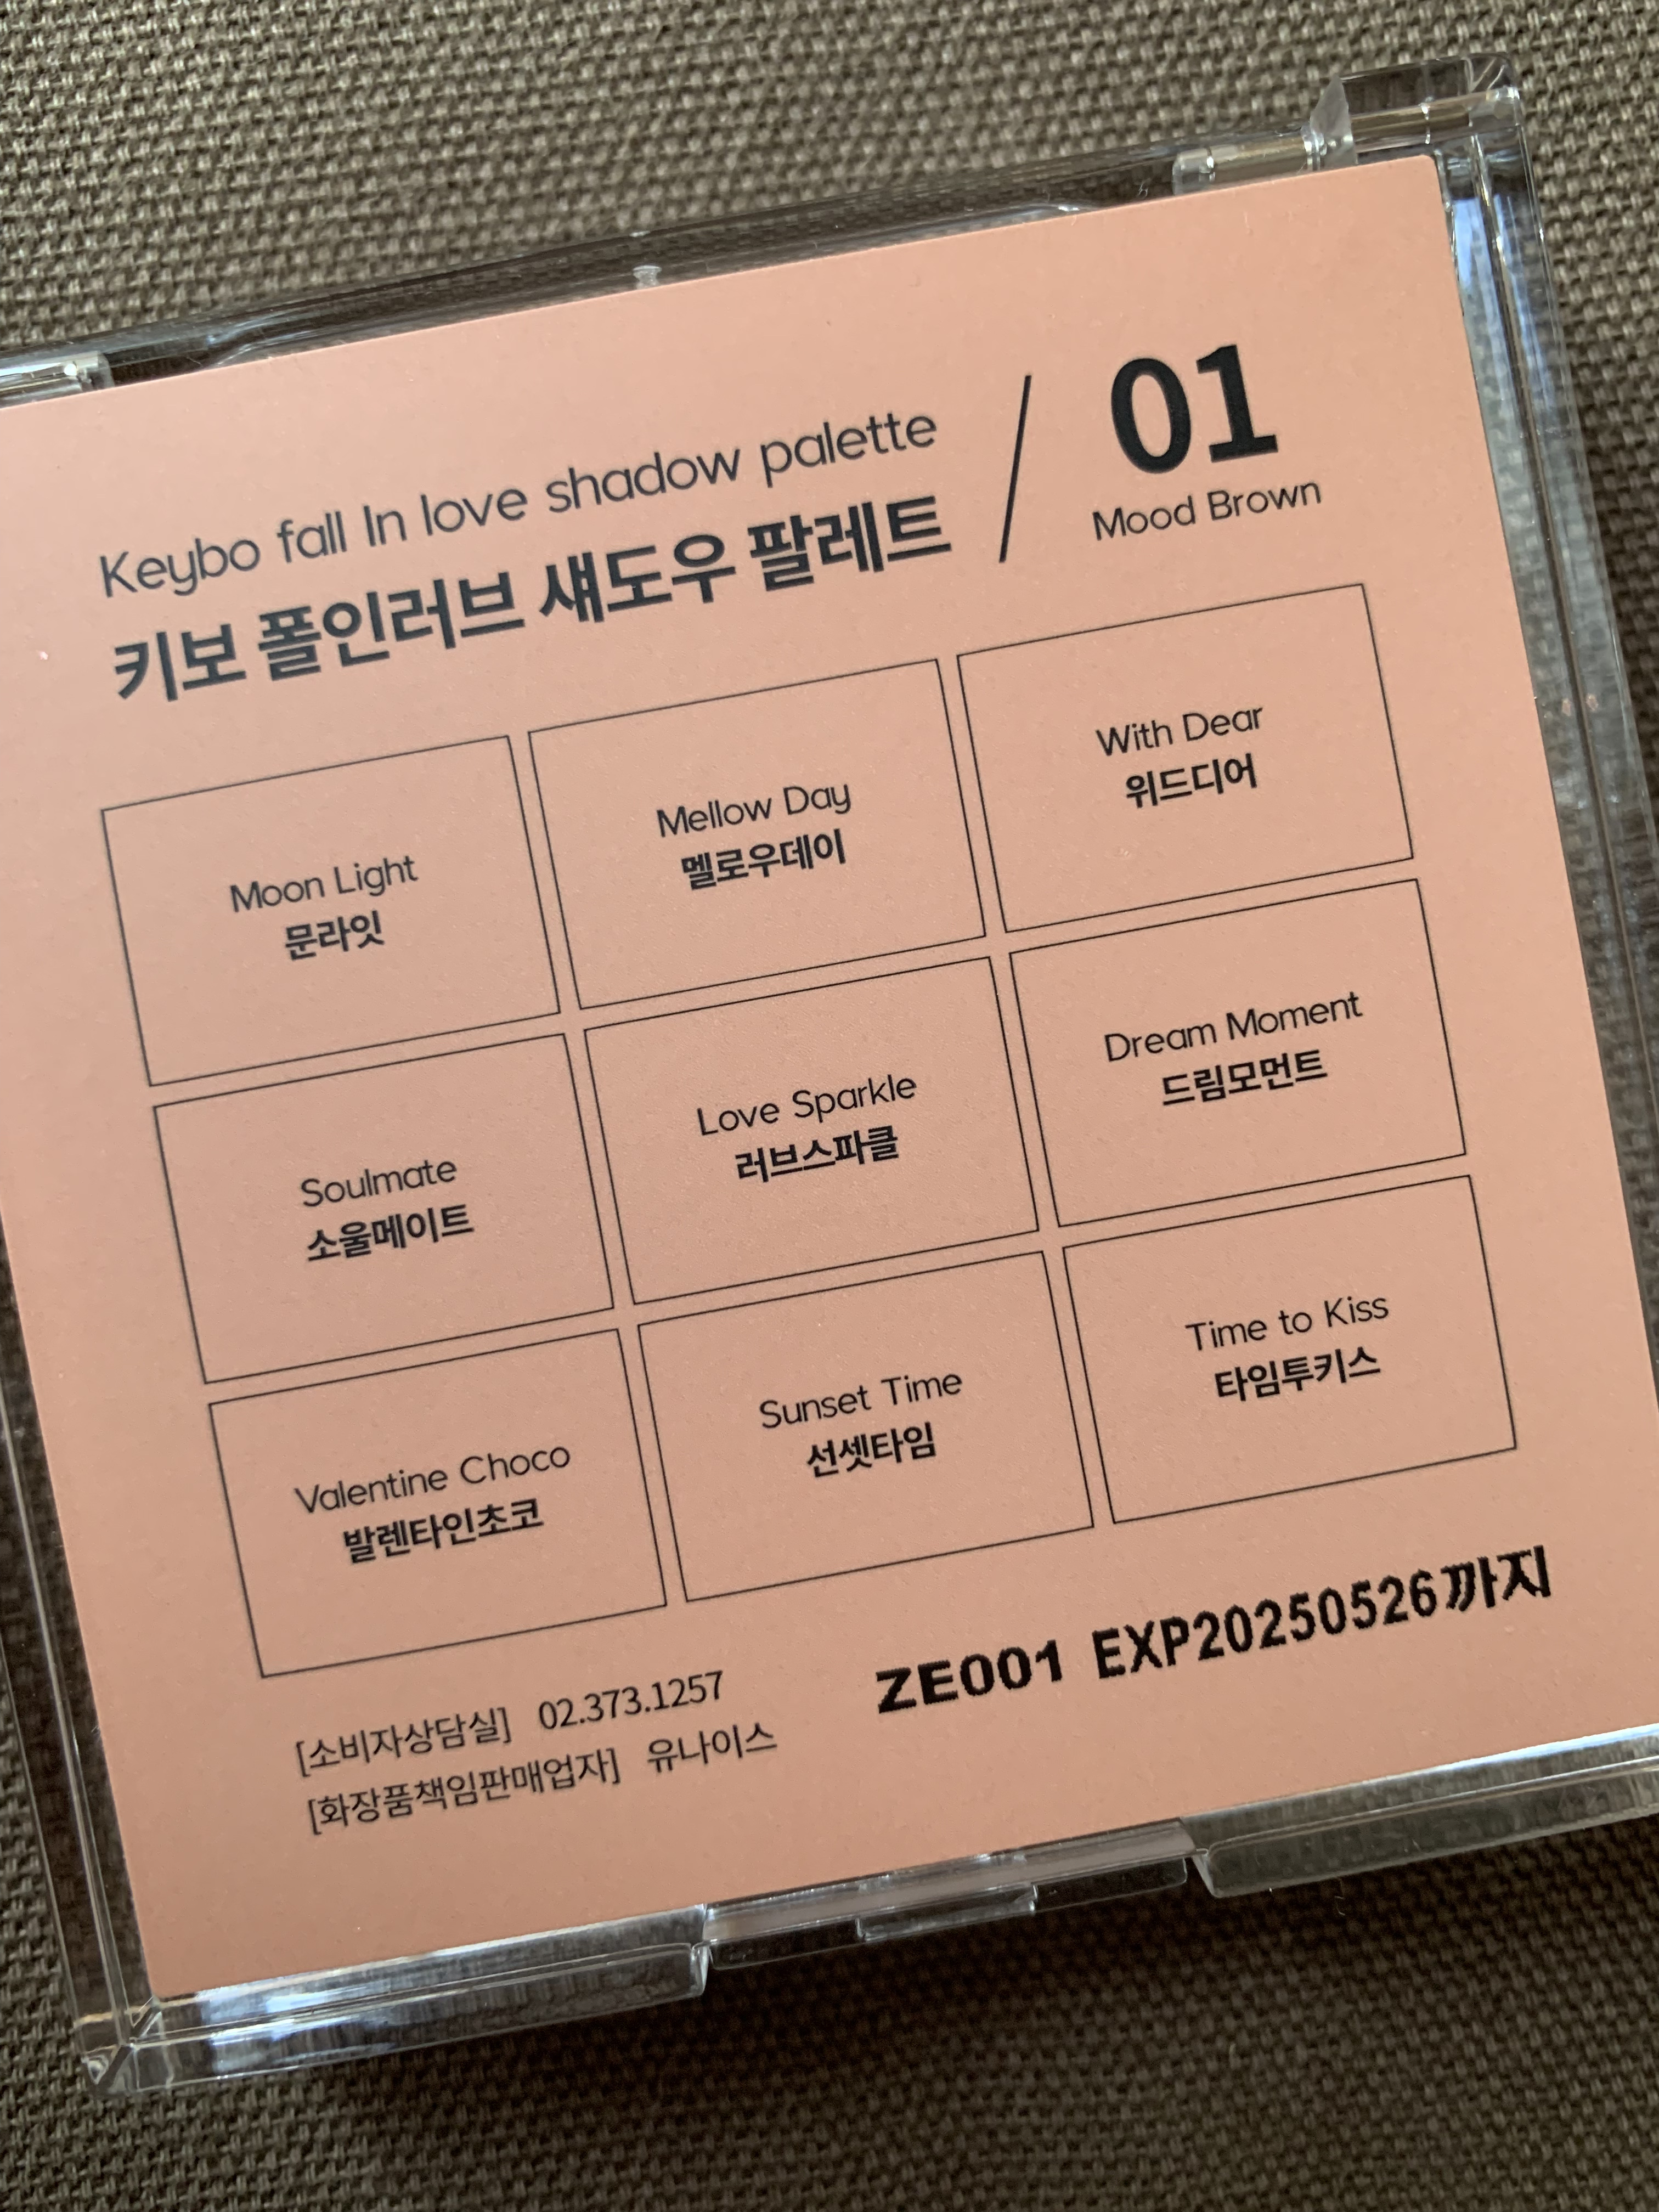 Keybo fall In love shadow palette
키보 폴인러브 섀도우 팔레트
01
Mood Brown
Moon Light
문라잇
Mellow Day
멜로우데이
With Dear
위드디어
Soulmate
소울메이트
Love Sparkle
러브스파클
Dream Moment
드림모먼트
Valentine Choco
발렌타인초코
Sunset Time
선셋타임
Time to Kiss
타임투키스
[소비자상담실] 02.373.1257
[화장품책임판매업자] 유나이스
ZE001 EXP20250526까지